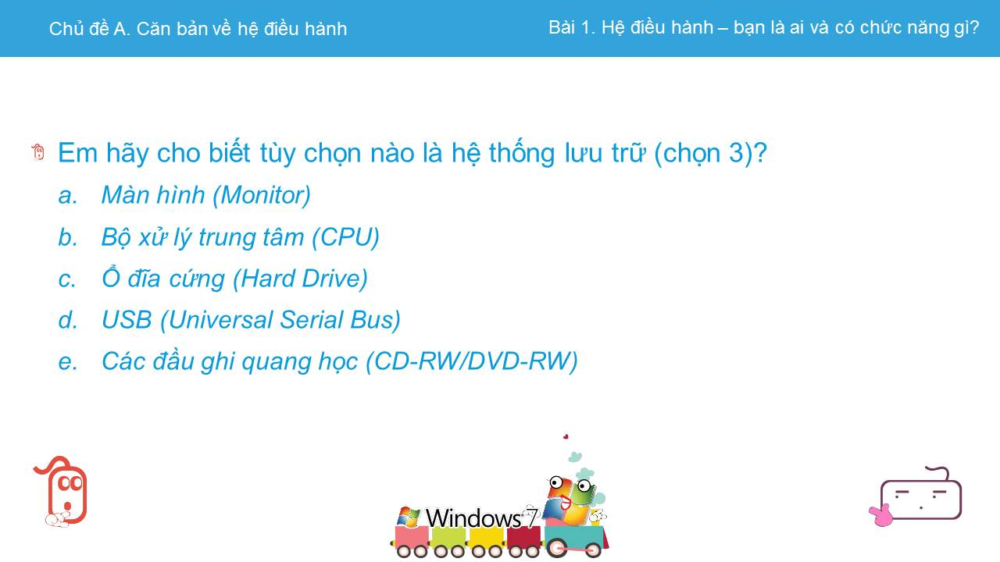 Chủ đề A. Căn bản về hệ điều hành
Bài 1. Hệ điều hành – bạn là ai và có chức năng gì?
Em hãy cho biết tùy chọn nào là hệ thống lưu trữ (chọn 3)?
a. Màn hình (Monitor)
b. Bộ xử lý trung tâm (CPU)
c. Ổ đĩa cứng (Hard Drive)
d. USB (Universal Serial Bus)
e. Các đầu ghi quang học (CD-RW/DVD-RW)
Windows 7